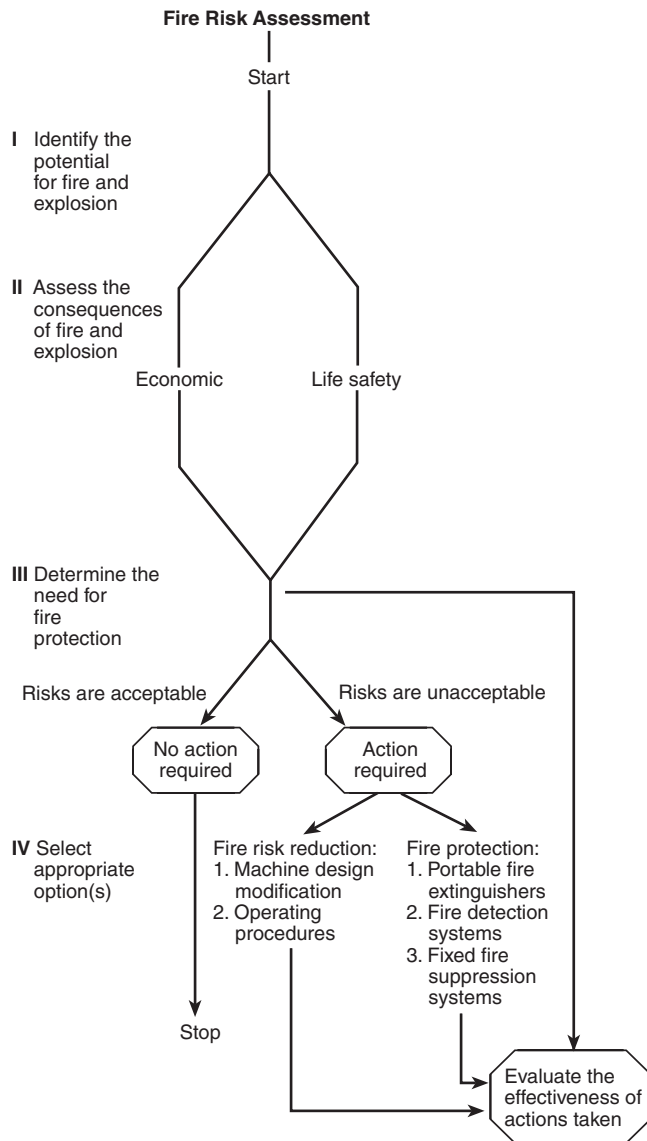 Fire Risk Assessment
Start
I Identify the
potential
for fire and
explosion
II Assess the
consequences
of fire and
explosion
Economic
Life safety
III Determine the
need for
fire
protection
Risks are acceptable
Risks are unacceptable
No action
required
Action
required
IV Select
appropriate
option(s)
Fire risk reduction:
1. Machine design
modification
2. Operating
procedures
Fire protection:
1. Portable fire
extinguishers
2. Fire detection
systems
3. Fixed fire
suppression
systems
Stop
Evaluate the
effectiveness of
actions taken